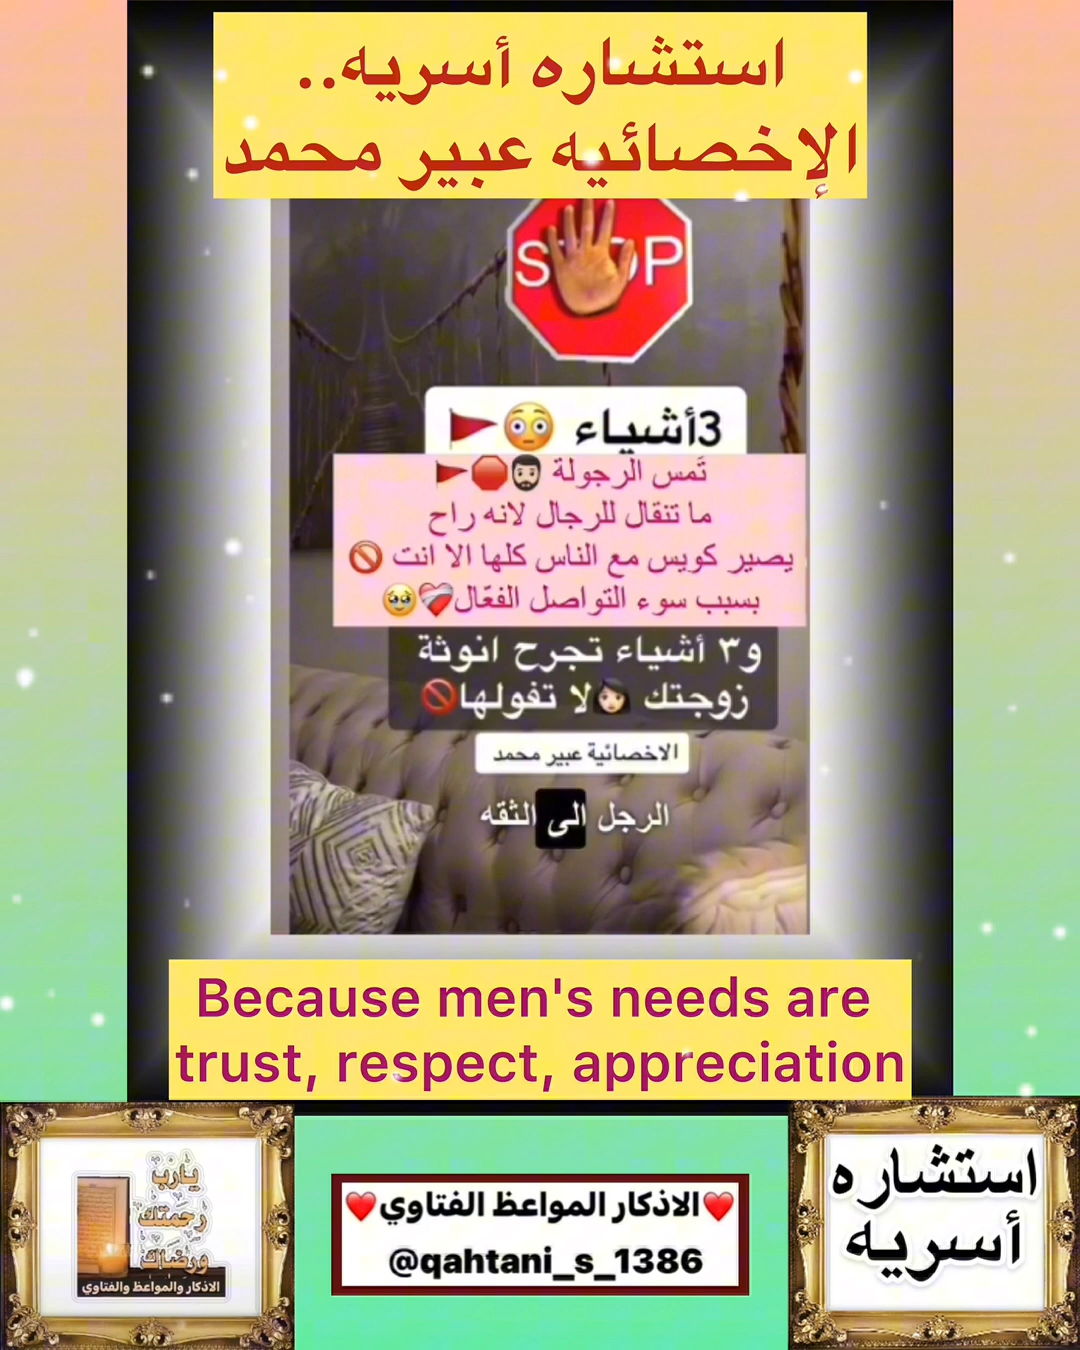 استشاره أسريه..
الإخصائيه عبير محمد
STOP
3أشياء 😳🚩
تَمس الرجولة 🧔🏻🛑🚩
ما تنقال للرجال لانه راح
يصير كويس مع الناس كلها الا انت 🚫
بسبب سوء التواصل الفعّال❤️‍🩹🥹
و٣ أشياء تجرح انوثة
زوجتك 👩🏻لا تفولها🚫
الاخصائية عبير محمد
الرجل الى الثقه
Because men's needs are
trust, respect, appreciation
يارب
رحمتك
ورضاك
الاذكار والمواعظ والفتاوي
❤️الاذكار المواعظ الفتاوي❤️
@qahtani_s_1386
استشاره
أسريه